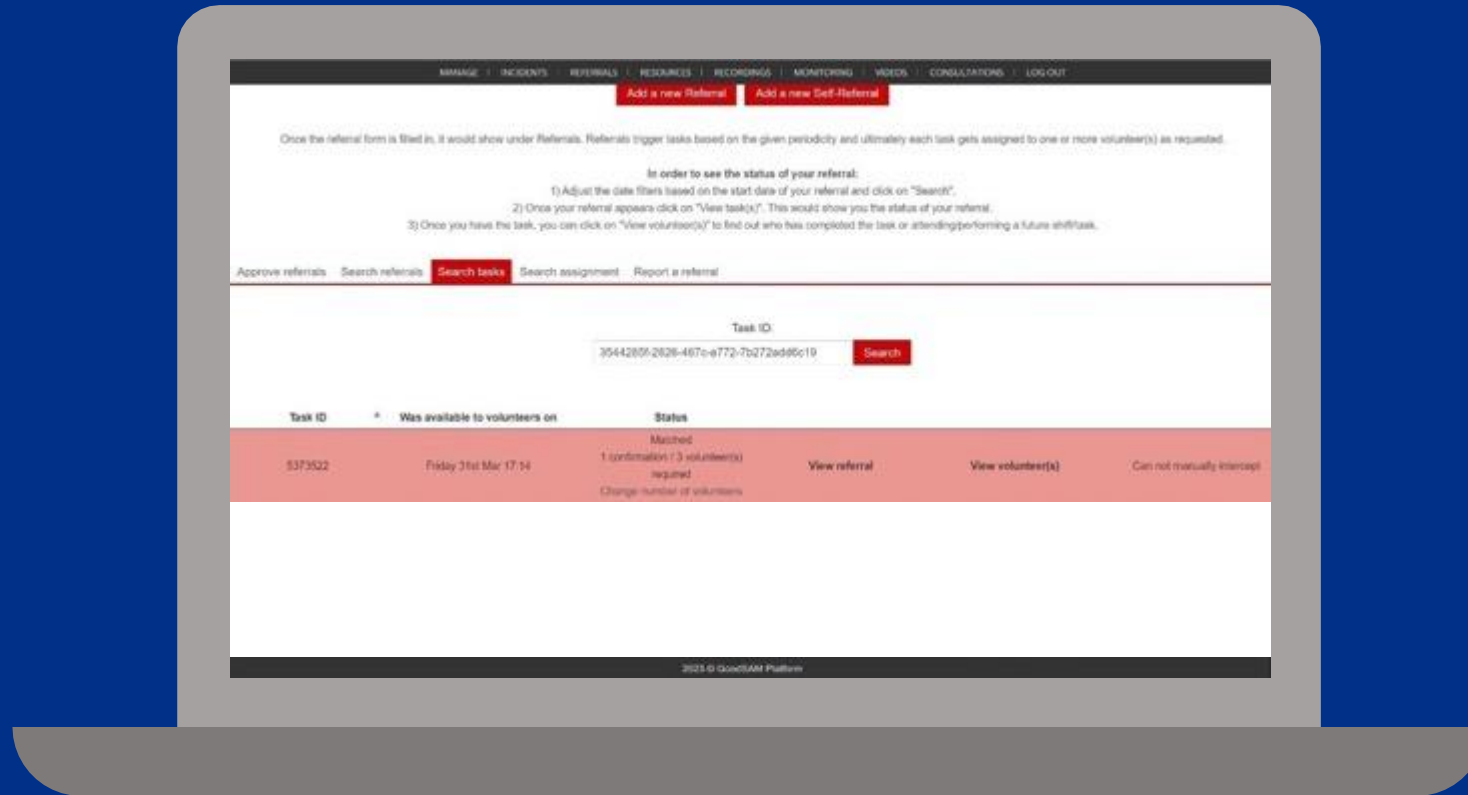 MANAGE | INCIDENTS | REFERRALS | RESOURCES | RECORDINGS | MONITORING | VIDEOS | CONSULTATIONS | LOG OUT
Add a new Referral Add a new Self-Referral
Once the referral form is filled in, it would show under Referrals. Referrals trigger tasks based on the given periodicity and ultimately each task gets assigned to one or more volunteer(s) as requested.
In order to see the status of your referral:
1) Adjust the date filters based on the start date of your referral and click on "Search".
2) Once your referral appears click on "View task(s)". This would show you the status of your referral.
3) Once you have the task, you can click on "View volunteer(s)" to find out who has completed the task or attending/performing a future shift/task.
Approve referrals Search referrals Search tasks Search assignment Report a referral
Task ID:
Search
Task ID Was available to volunteers on Status
Matched
1 confirmation / 3 volunteer(s)
5373522 Friday 31st Mar 17:14 required View referral View volunteer(s) Can not manually intercept
Change number of volunteers
2023 © GoodSAM Platform